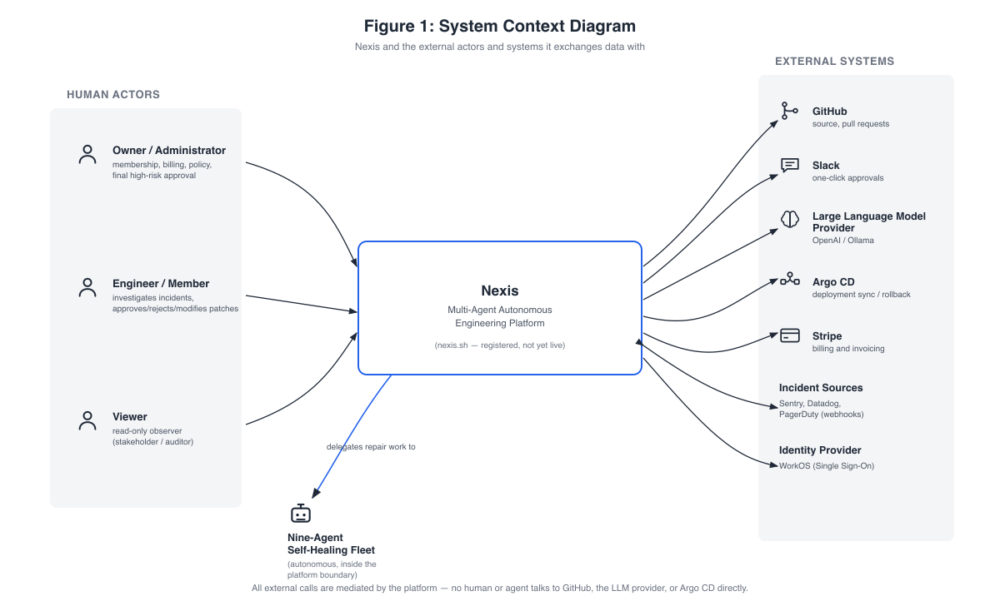 Figure 1: System Context Diagram
Nexis and the external actors and systems it exchanges data with
HUMAN ACTORS
Owner / Administrator
membership, billing, policy,
final high-risk approval
Engineer / Member
investigates incidents,
approves/rejects/modifies patches
Viewer
read-only observer
(stakeholder / auditor)
Nexis
Multi-Agent Autonomous
Engineering Platform
(nexis.sh — registered, not yet live)
delegates repair work to
Nine-Agent
Self-Healing Fleet
(autonomous, inside the
platform boundary)
EXTERNAL SYSTEMS
GitHub
source, pull requests
Slack
one-click approvals
Large Language Model
Provider
OpenAI / Ollama
Argo CD
deployment sync / rollback
Stripe
billing and invoicing
Incident Sources
Sentry, Datadog,
PagerDuty (webhooks)
Identity Provider
WorkOS (Single Sign-On)
All external calls are mediated by the platform — no human or agent talks to GitHub, the LLM provider, or Argo CD directly.